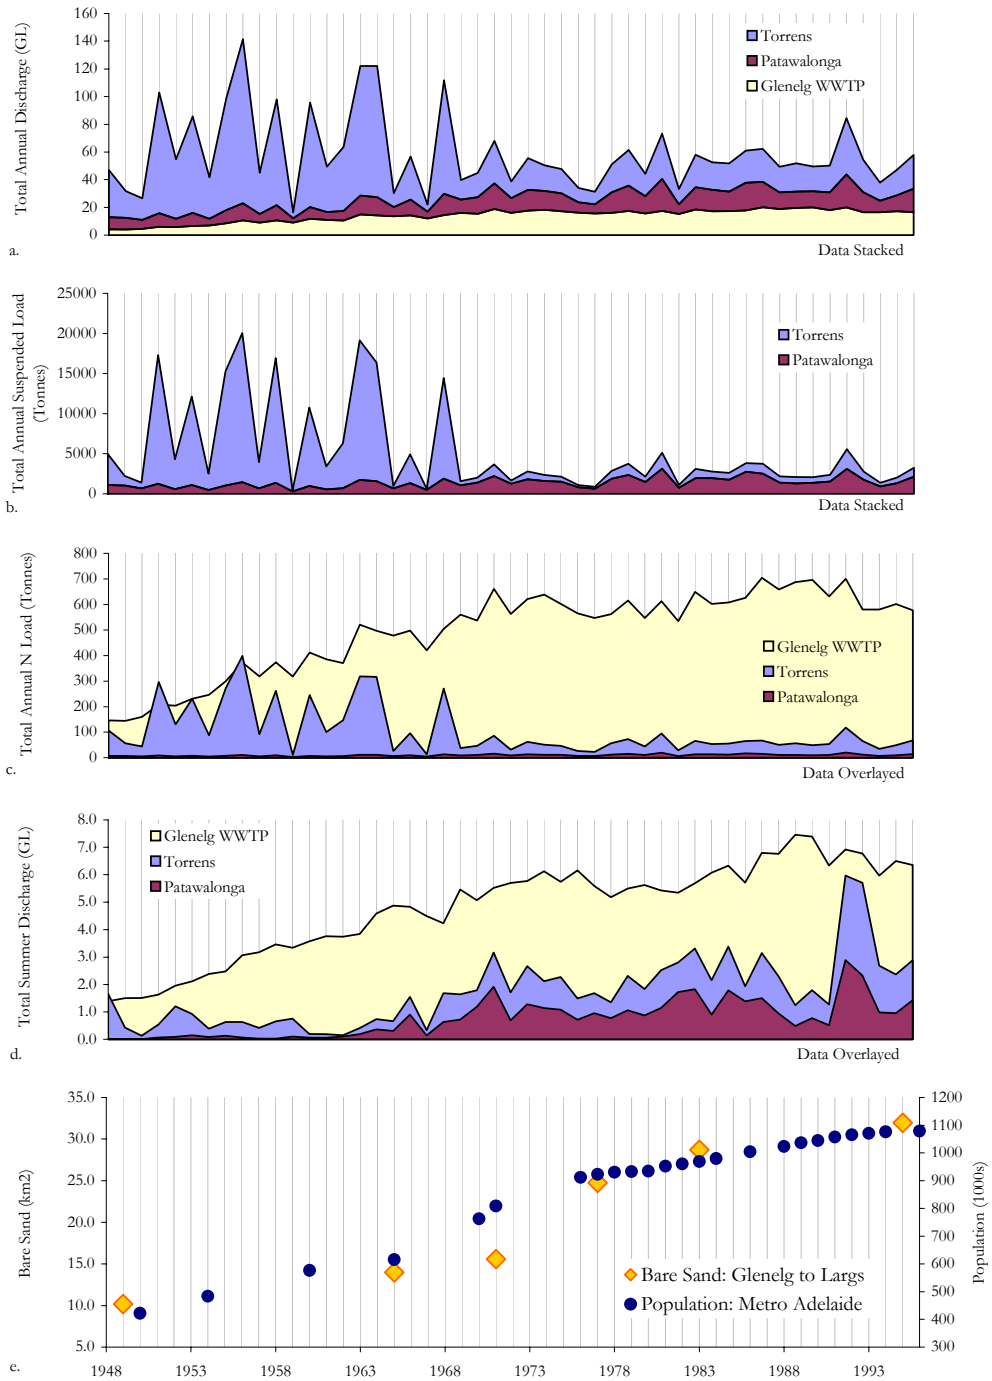 Total Annual Discharge (GL)
160
140
120
100
80
60
40
20
0
Torrens
Patawalonga
Glenelg WWTP
a.
Data Stacked
Total Annual Suspended Load
(Tonnes)
25000
20000
15000
10000
5000
0
Torrens
Patawalonga
b.
Data Stacked
Total Annual N Load (Tonnes)
800
700
600
500
400
300
200
100
0
Glenelg WWTP
Torrens
Patawalonga
c.
Data Overlayed
Total Summer Discharge (GL)
8.0
7.0
6.0
5.0
4.0
3.0
2.0
1.0
0.0
Glenelg WWTP
Torrens
Patawalonga
d.
Data Overlayed
Bare Sand (km2)
35.0
30.0
25.0
20.0
15.0
10.0
5.0
1200
1100
1000
900
800
700
600
500
400
300
Population (1000s)
Bare Sand: Glenelg to Largs
Population: Metro Adelaide
e.
1948 1953 1958 1963 1968 1973 1978 1983 1988 1993